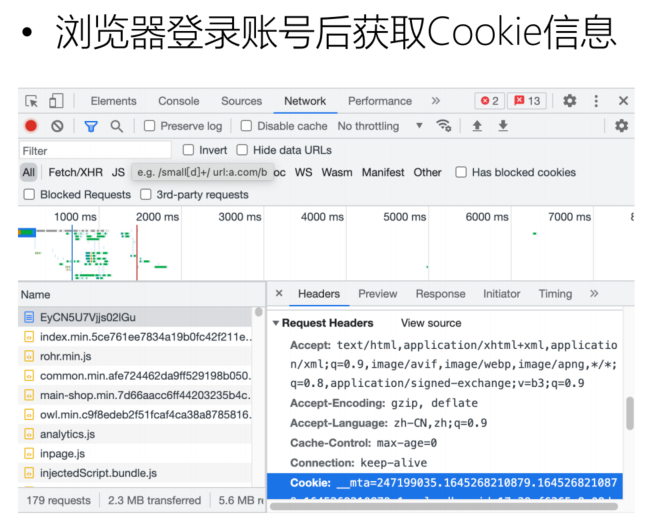 • 浏览器登录账号后获取Cookie信息
Elements Console Sources Network Performance » 2 13
Preserve log Disable cache No throttling
Filter Invert Hide data URLs
All Fetch/XHR JS e.g. /small[d]+/ url:a.com/b oc WS Wasm Manifest Other Has blocked cookies
Blocked Requests 3rd-party requests
1000 ms 2000 ms 3000 ms 4000 ms 5000 ms 6000 ms 7000 ms 8
Name
EyCN5U7Vjjs02lGu
index.min.5ce761ee7834a19b0fc42f211e...
rohr.min.js
common.min.afe724462da9ff529198b050...
main-shop.min.7d66aacc6ff44203235b4c...
owl.min.c9f8edeb2f51fcaf4ca38a8785816...
analytics.js
inpage.js
injectedScript.bundle.js
179 requests 2.3 MB transferred 5.6 MB r
× Headers Preview Response Initiator Timing »
Request Headers View source
Accept: text/html,application/xhtml+xml,applicatio
n/xml;q=0.9,image/avif,image/webp,image/apng,*/*;
q=0.8,application/signed-exchange;v=b3;q=0.9
Accept-Encoding: gzip, deflate
Accept-Language: zh-CN,zh;q=0.9
Cache-Control: max-age=0
Connection: keep-alive
Cookie: __mta=247199035.1645268210879.164526821087